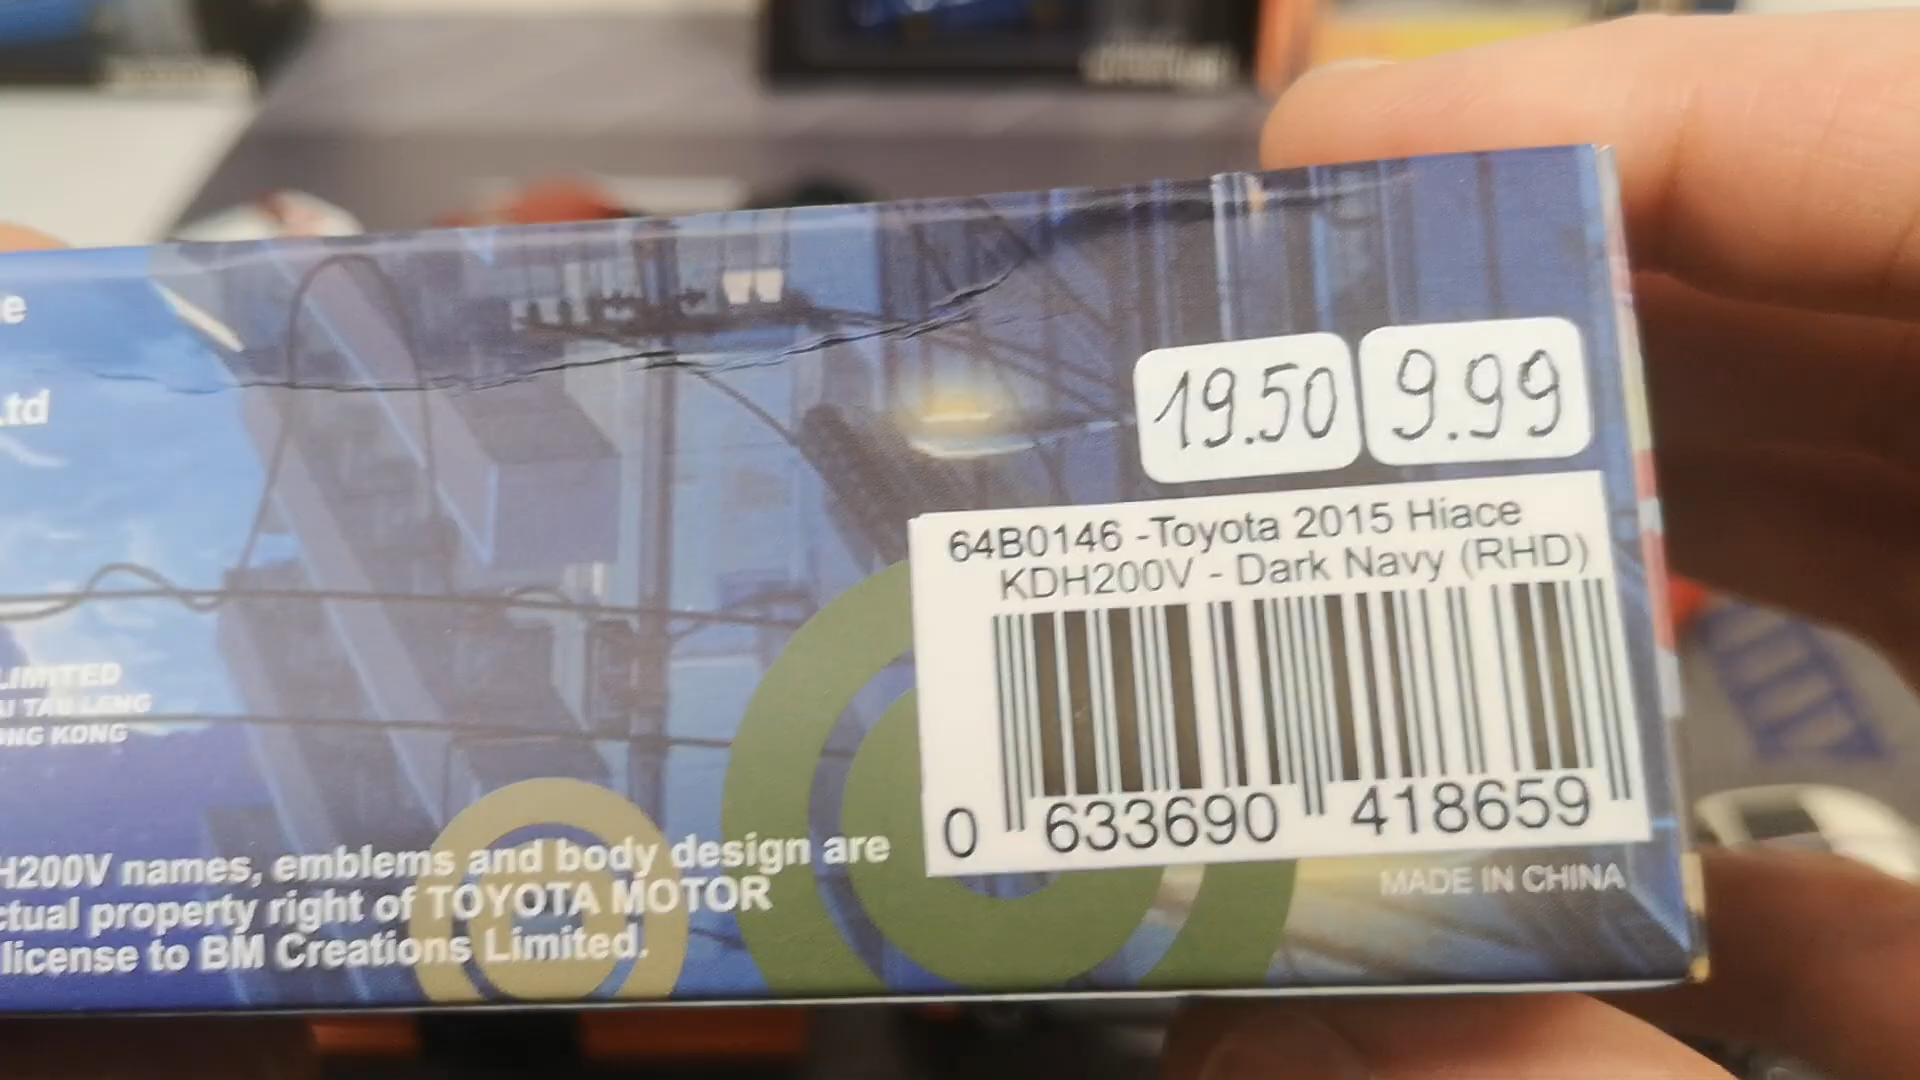 e
.td
LIMITED
TAU LENG
ONG KONG
19.50 9.99
64B0146 -Toyota 2015 Hiace
KDH200V - Dark Navy (RHD)
0 633690 418659
MADE IN CHINA
H200V names, emblems and body design are
ctual property right of TOYOTA MOTOR
license to BM Creations Limited.